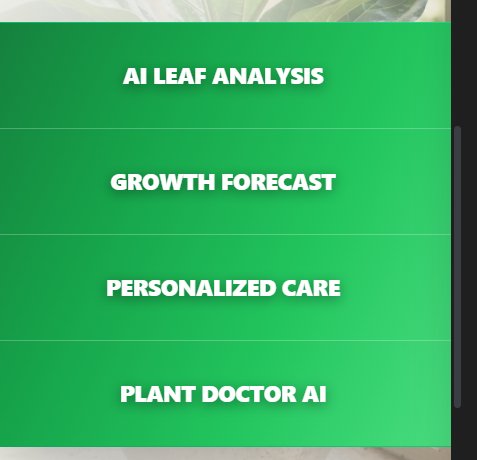 AI LEAF ANALYSIS
GROWTH FORECAST
PERSONALIZED CARE
PLANT DOCTOR AI